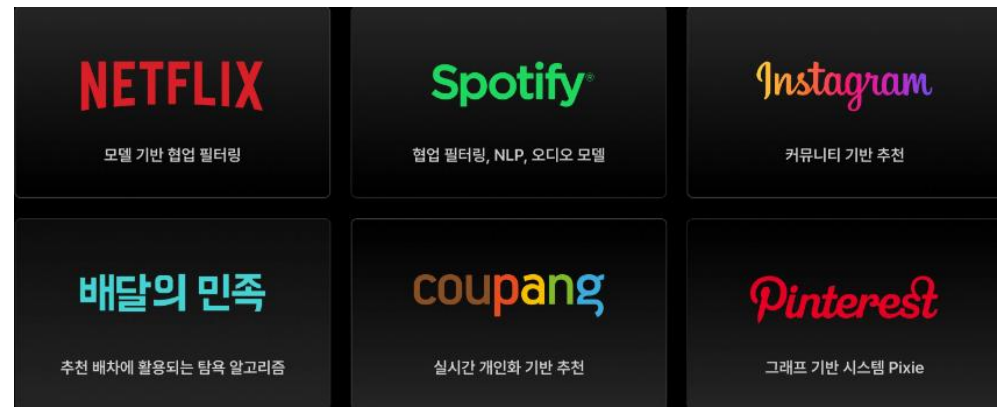 NETFLIX
모델 기반 협업 필터링
Spotify®
협업 필터링, NLP, 오디오 모델
Instagram
커뮤니티 기반 추천
배달의 민족
추천 배차에 활용되는 탐욕 알고리즘
coupang
실시간 개인화 기반 추천
Pinterest
그래프 기반 시스템 Pixie